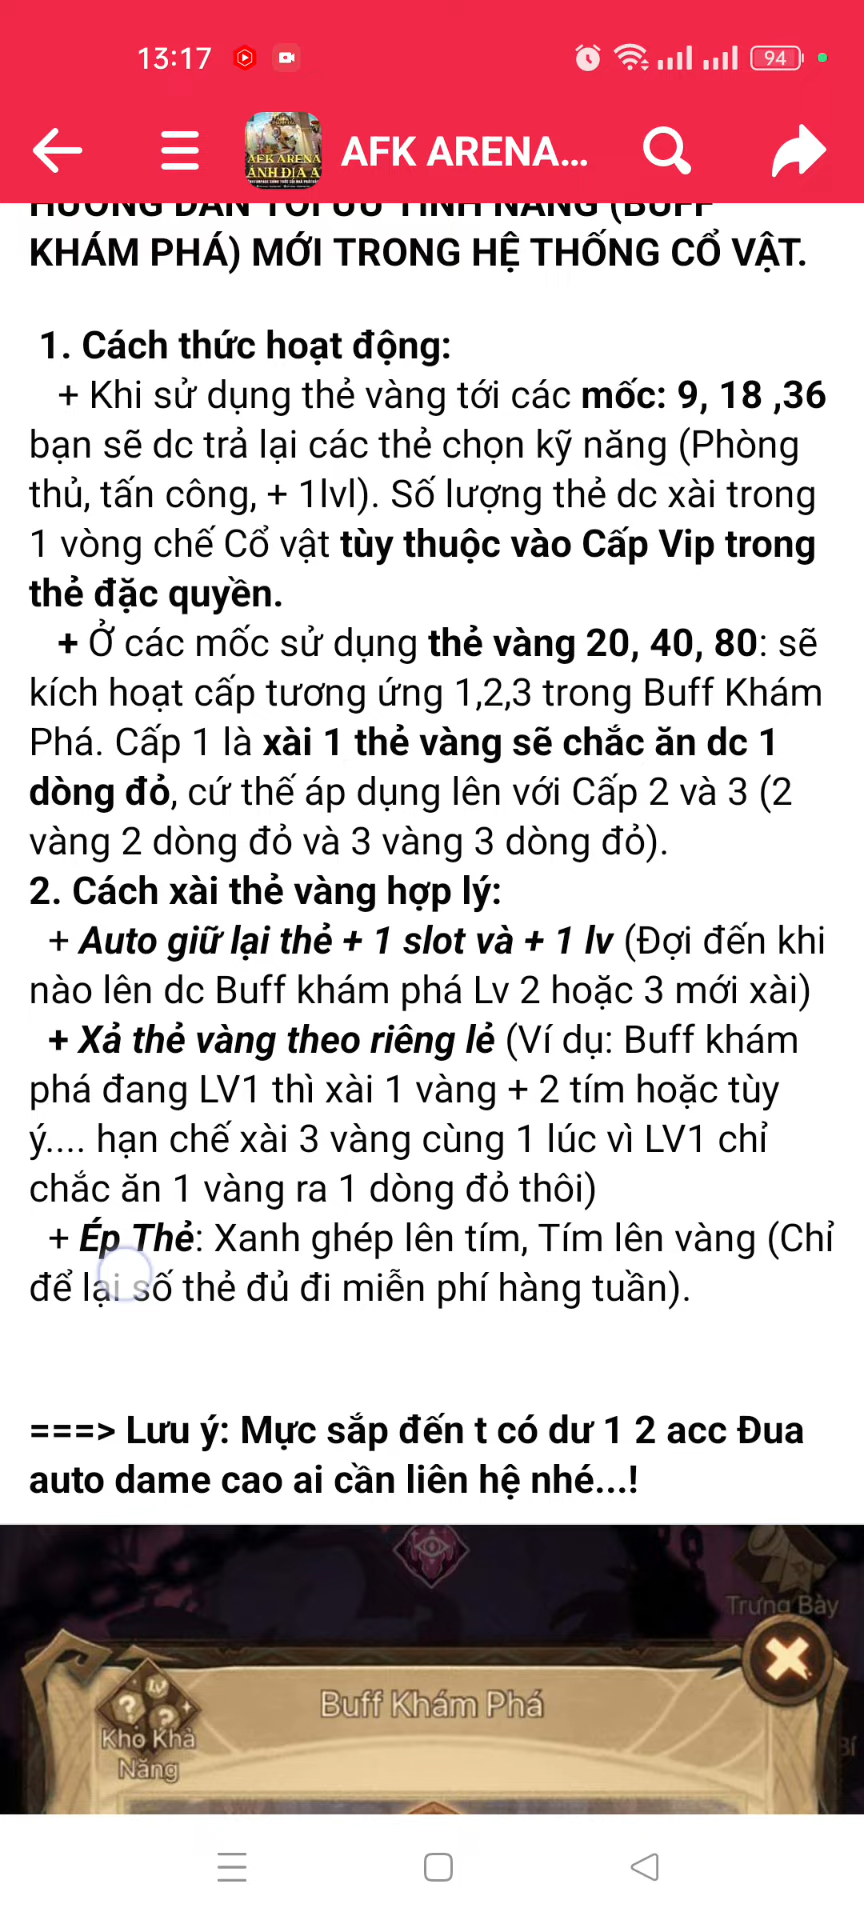 13:17
94
AFK ARENA...
AFK ARENA
ANH ĐỊA A
HƯỚNG DẪN TỐI ƯU TÍNH NĂNG (BUFF
KHÁM PHÁ) MỚI TRONG HỆ THỐNG CỔ VẬT.
1. Cách thức hoạt động:
+ Khi sử dụng thẻ vàng tới các mốc: 9, 18 ,36
bạn sẽ dc trả lại các thẻ chọn kỹ năng (Phòng
thủ, tấn công, + 1lvl). Số lượng thẻ dc xài trong
1 vòng chế Cổ vật tùy thuộc vào Cấp Vip trong
thẻ đặc quyền.
+ Ở các mốc sử dụng thẻ vàng 20, 40, 80: sẽ
kích hoạt cấp tương ứng 1,2,3 trong Buff Khám
Phá. Cấp 1 là xài 1 thẻ vàng sẽ chắc ăn dc 1
dòng đỏ, cứ thế áp dụng lên với Cấp 2 và 3 (2
vàng 2 dòng đỏ và 3 vàng 3 dòng đỏ).
2. Cách xài thẻ vàng hợp lý:
+ Auto giữ lại thẻ + 1 slot và + 1 lv (Đợi đến khi
nào lên dc Buff khám phá Lv 2 hoặc 3 mới xài)
+ Xả thẻ vàng theo riêng lẻ (Ví dụ: Buff khám
phá đang LV1 thì xài 1 vàng + 2 tím hoặc tùy
ý.... hạn chế xài 3 vàng cùng 1 lúc vì LV1 chỉ
chắc ăn 1 vàng ra 1 dòng đỏ thôi)
+ Ép Thẻ: Xanh ghép lên tím, Tím lên vàng (Chỉ
để lại số thẻ đủ đi miễn phí hàng tuần).
===> Lưu ý: Mực sắp đến t có dư 1 2 acc Đua
auto dame cao ai cần liên hệ nhé...!
Trưng Bày
Lv
Buff Khám Phá
Kho Khả
Năng